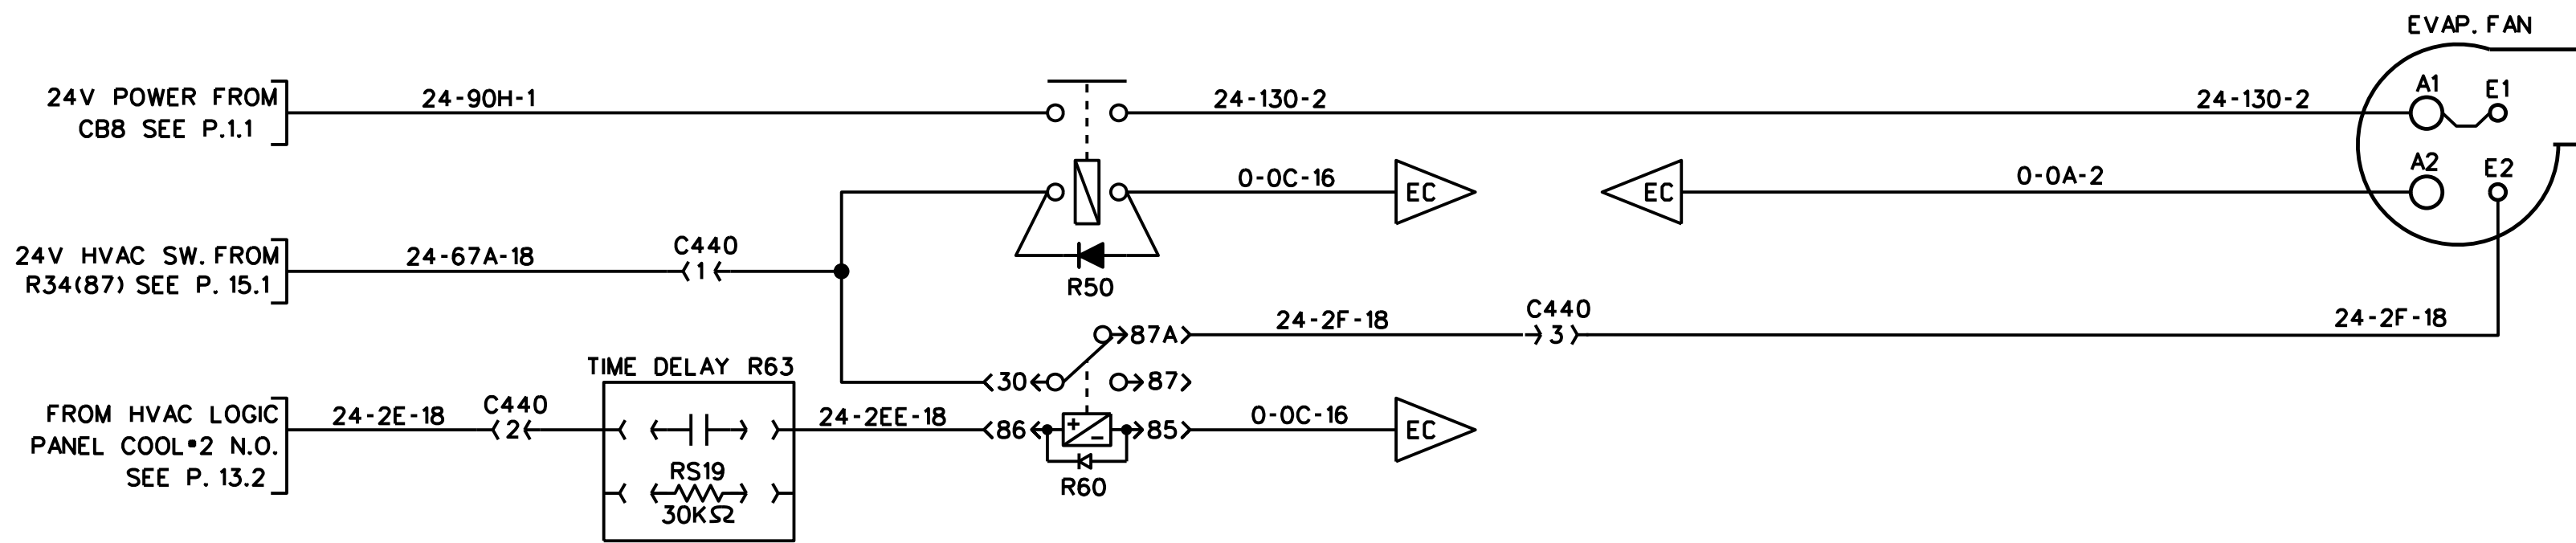 EVAP. FAN
24V POWER FROM
CB8 SEE P.1.1
24-90H-1
24-130-2
24-130-2
A1
E1
0-0C-16
EC
EC
0-0A-2
A2
E2
24V HVAC SW. FROM
R34(87) SEE P. 15.1
24-67A-18
C440
1
R50
87A
24-2F-18
C440
3
24-2F-18
30
87
TIME DELAY R63
FROM HVAC LOGIC
PANEL COOL#2 N.O.
SEE P. 13.2
24-2E-18
C440
2
24-2EE-18
86
+
-
85
0-0C-16
EC
RS19
30KΩ
R60